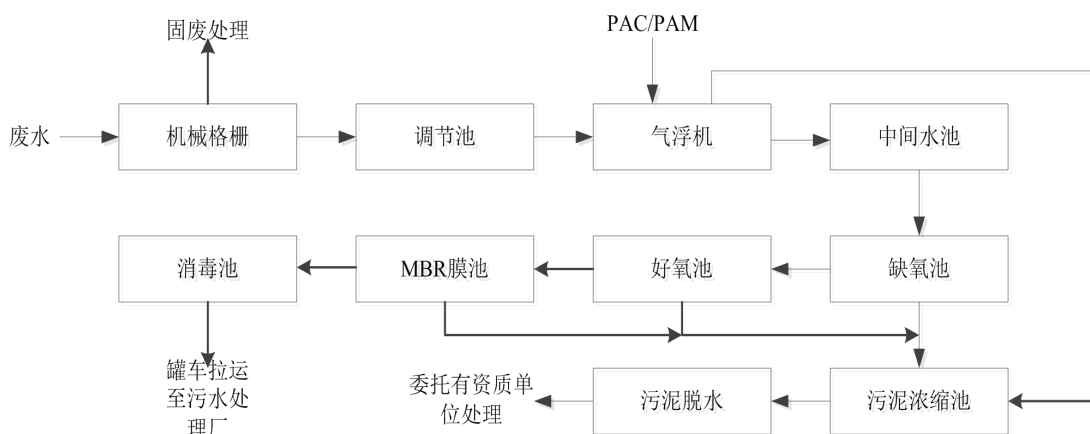 固废处理
PAC/PAM
废水
机械格栅
调节池
气浮机
中间水池
消毒池
MBR膜池
好氧池
缺氧池
罐车拉运
至污水处
理厂
委托有资质单
位处理
污泥脱水
污泥浓缩池